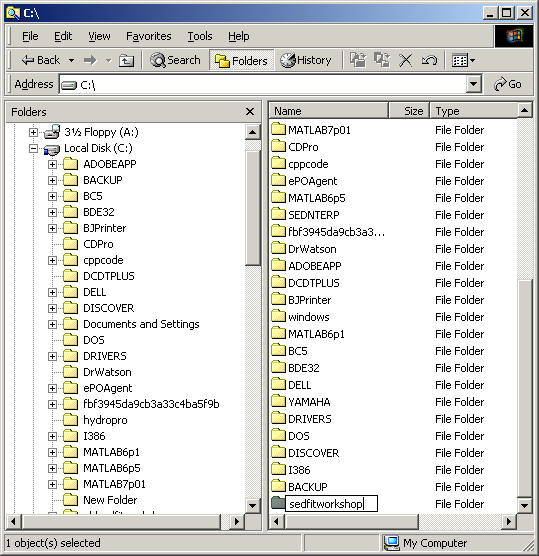 C:\
File Edit View Favorites Tools Help
Back Search Folders History
Address C:\ Go
Folders
3½ Floppy (A:)
Local Disk (C:)
ADOBEAPP
BACKUP
BC5
BDE32
BJPrinter
CDPro
cppcode
DCDTPLUS
DELL
DISCOVER
Documents and Settings
DOS
DRIVERS
DrWatson
ePOAgent
fbf3945da9cb3a33c4ba5f9b
hydropro
I386
MATLAB6p1
MATLAB6p5
MATLAB7p01
New Folder
Name Size Type
MATLAB7p01 File Folder
CDPro File Folder
cppcode File Folder
ePOAgent File Folder
MATLAB6p5 File Folder
SEDNTERP File Folder
fbf3945da9cb3a3... File Folder
DrWatson File Folder
ADOBEAPP File Folder
DCDTPLUS File Folder
BJPrinter File Folder
windows File Folder
MATLAB6p1 File Folder
BC5 File Folder
BDE32 File Folder
DELL File Folder
YAMAHA File Folder
DRIVERS File Folder
DOS File Folder
DISCOVER File Folder
I386 File Folder
BACKUP File Folder
sedfitworkshop File Folder
1 object(s) selected My Computer